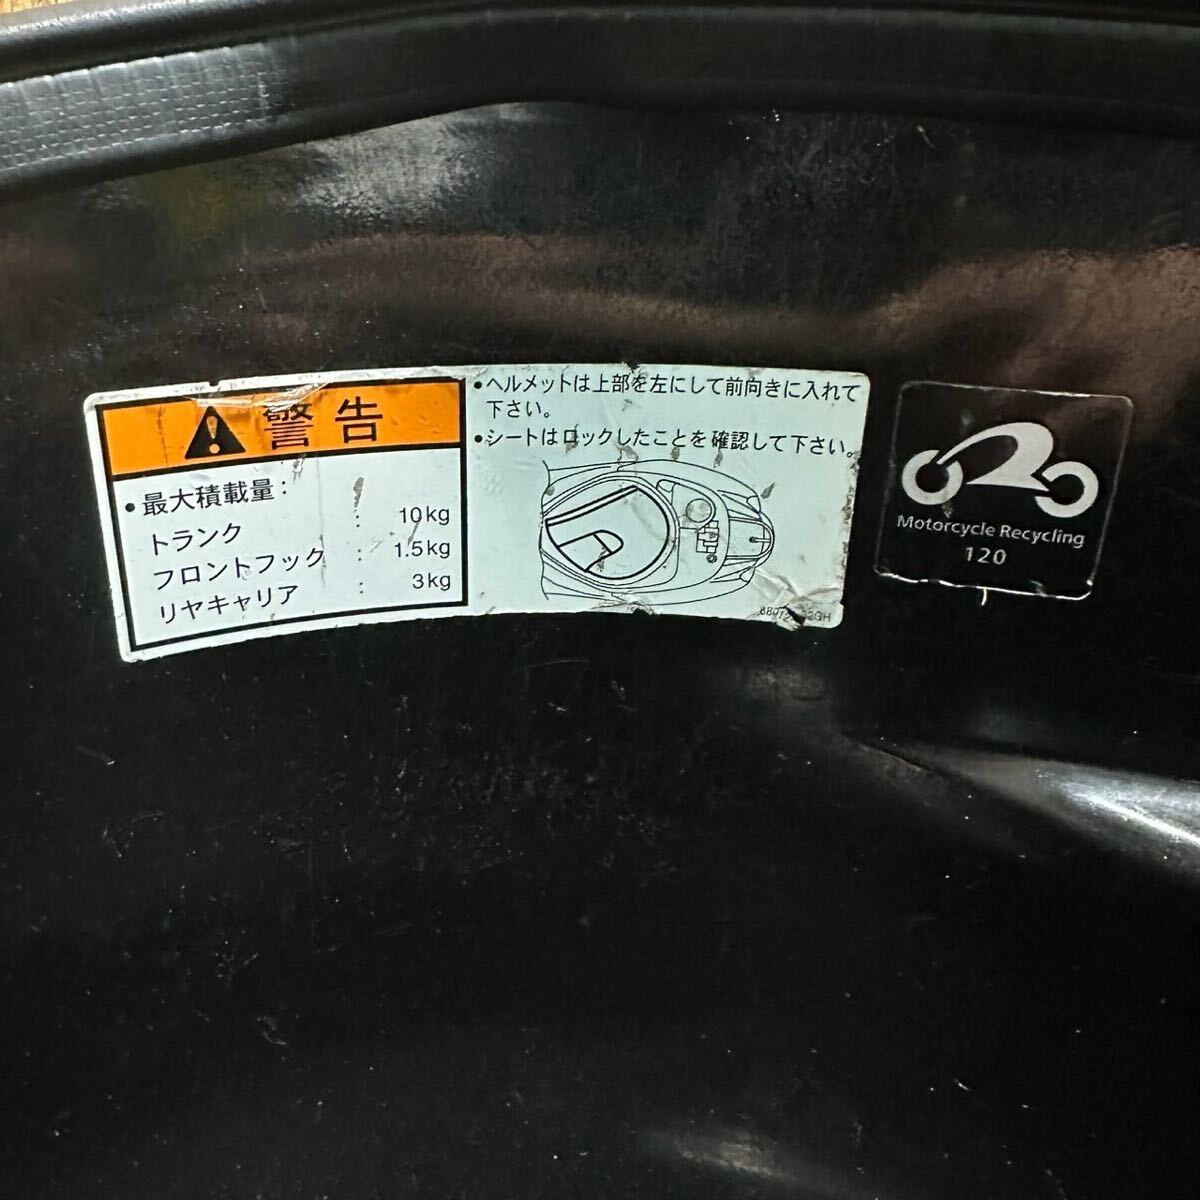 警告
•最大積載量:
トランク : 10kg
フロントフック : 1.5kg
リヤキャリア : 3kg
•ヘルメットは上部を左にして前向きに入れて
下さい。
•シートはロックしたことを確認して下さい。
Motorcycle Recycling
120